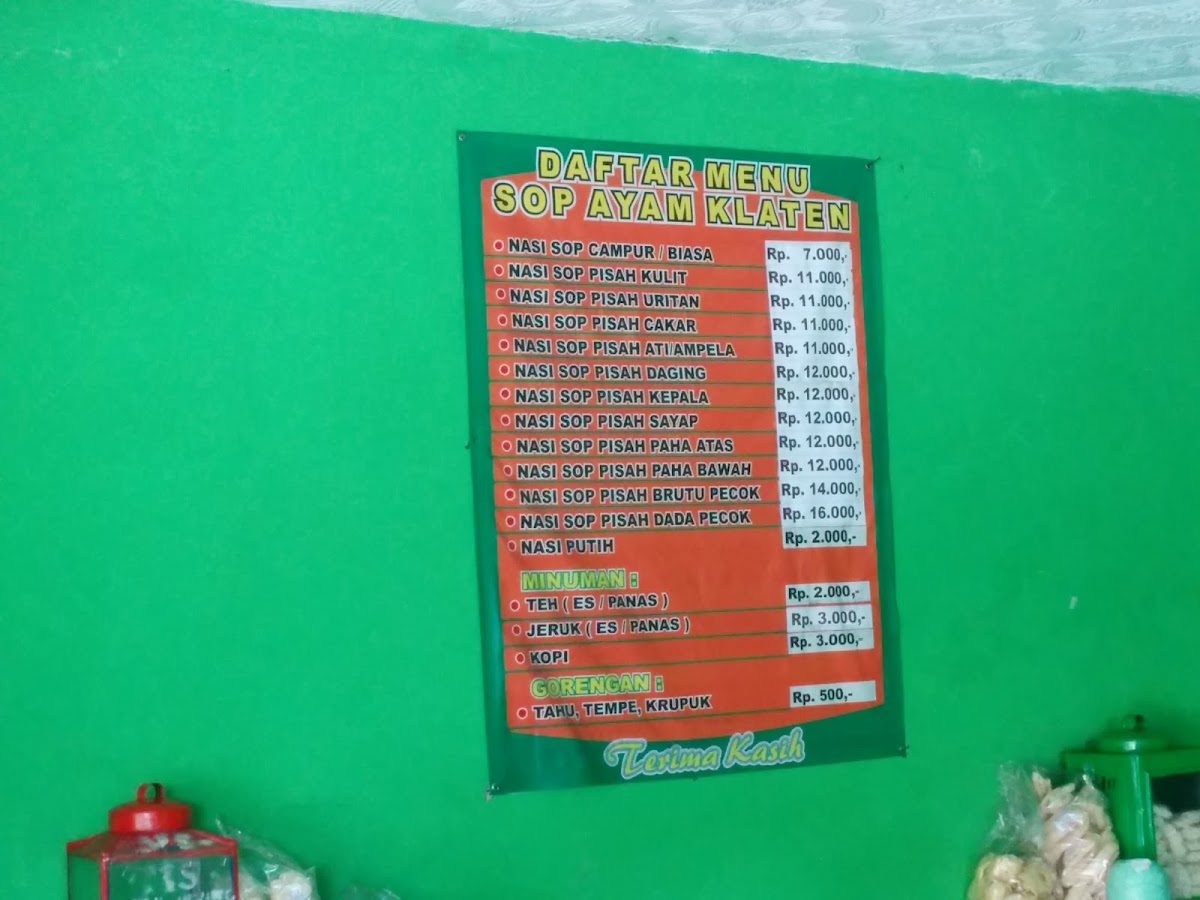 DAFTAR MENU
SOP AYAM KLATEN
NASI SOP CAMPUR / BIASA Rp. 7.000,-
NASI SOP PISAH KULIT Rp. 11.000,-
NASI SOP PISAH URITAN Rp. 11.000,-
NASI SOP PISAH CAKAR Rp. 11.000,-
NASI SOP PISAH ATI/AMPELA Rp. 11.000,-
NASI SOP PISAH DAGING Rp. 12.000,-
NASI SOP PISAH KEPALA Rp. 12.000,-
NASI SOP PISAH SAYAP Rp. 12.000,-
NASI SOP PISAH PAHA ATAS Rp. 12.000,-
NASI SOP PISAH PAHA BAWAH Rp. 12.000,-
NASI SOP PISAH BRUTU PECOK Rp. 14.000,-
NASI SOP PISAH DADA PECOK Rp. 16.000,-
NASI PUTIH Rp. 2.000,-
MINUMAN :
TEH ( ES / PANAS ) Rp. 2.000,-
JERUK ( ES / PANAS ) Rp. 3.000,-
KOPI Rp. 3.000,-
GORENGAN :
TAHU, TEMPE, KRUPUK Rp. 500,-
Terima Kasih